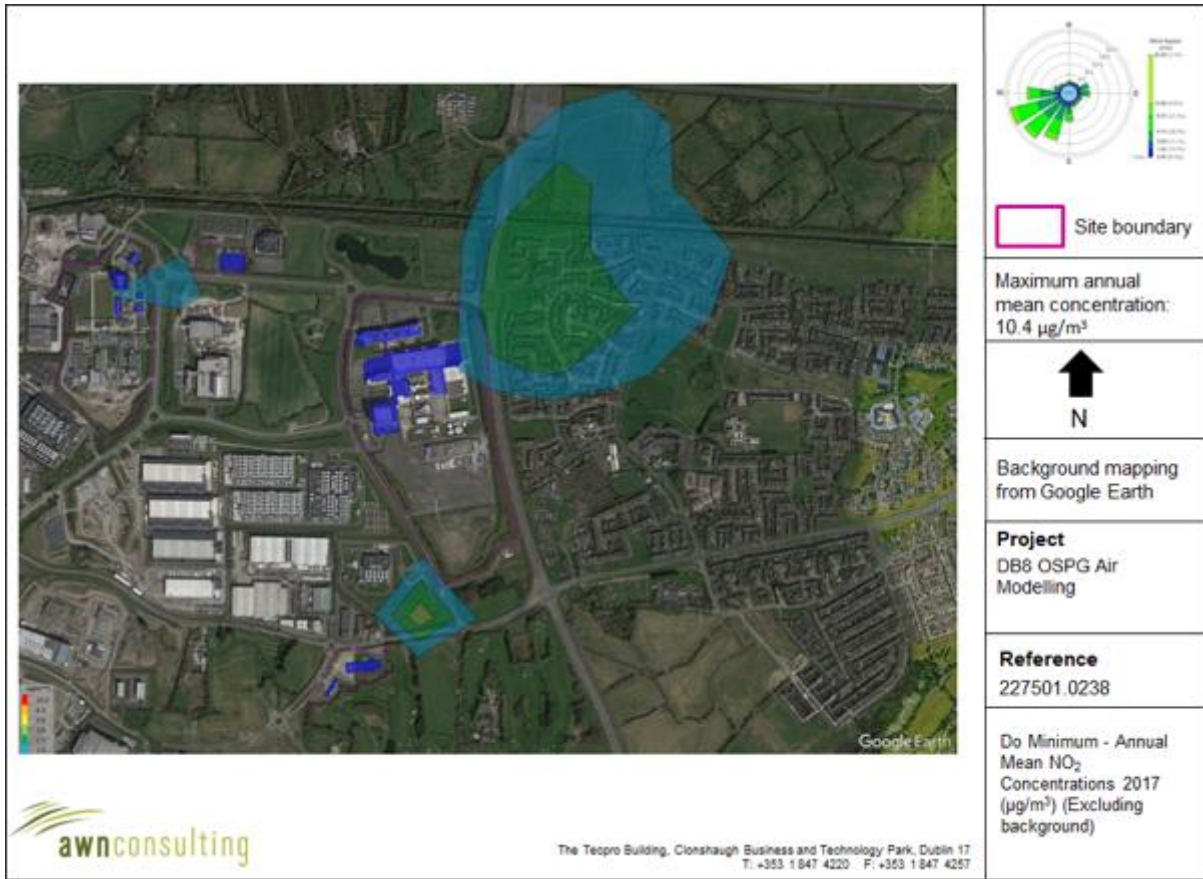 Site boundary
Maximum annual
mean concentration:
10.4 µg/m³
N
Background mapping
from Google Earth
Project
DB8 OSPG Air
Modelling
Reference
227501.0238
Do Minimum - Annual
Mean NO₂
Concentrations 2017
(µg/m³) (Excluding
background)
Google Earth
awnconsulting
The Tecpro Building, Clonshaugh Business and Technology Park, Dublin 17
T: +353 1 847 4220 F: +353 1 847 4257